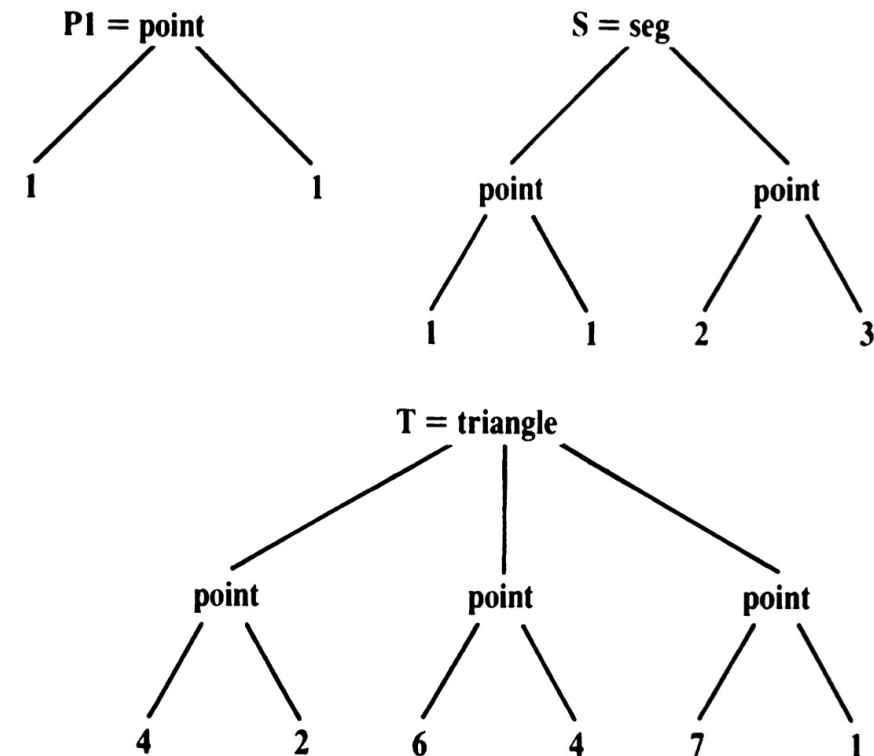 P1 = point S = seg
1 1 point point
1 1 2 3
T = triangle
point point point
4 2 6 4 7 1